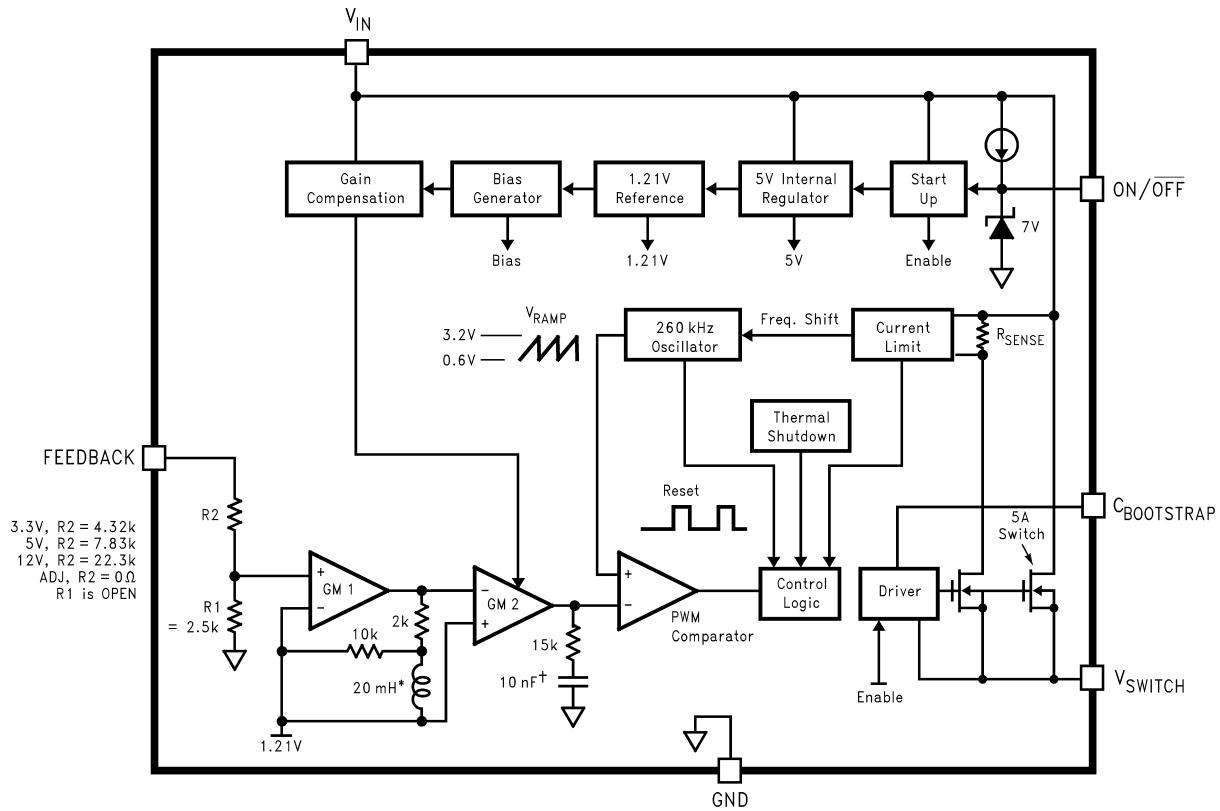 VIN
Gain
Compensation
Bias
Generator
1.21V
Reference
5V Internal
Regulator
Start
Up
ON/OFF
7V
Bias
1.21V
5V
Enable
VRAMP
3.2V
0.6V
260 kHz
Oscillator
Freq. Shift
Current
Limit
RSENSE
Thermal
Shutdown
FEEDBACK
R2
3.3V, R2 = 4.32k
5V, R2 = 7.83k
12V, R2 = 22.3k
ADJ, R2 = 0Ω
R1 is OPEN
R1
= 2.5k
Reset
CBOOTSTRAP
5A
Switch
+
GM 1
−
2k
10k
20 mH*
1.21V
−
GM 2
+
15k
10 nF†
+
−
PWM
Comparator
Control
Logic
Driver
Enable
VSWITCH
GND